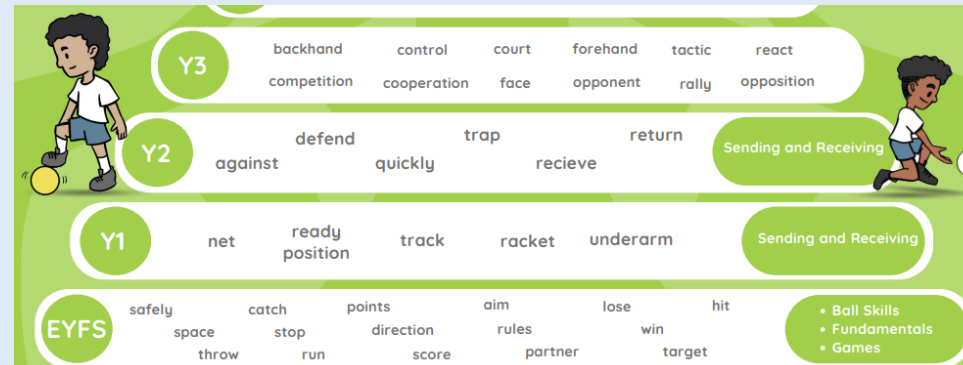 Y3
backhand control court forehand tactic react
competition cooperation face opponent rally opposition
Y2
defend trap return
against quickly recieve
Sending and Receiving
Y1
net ready position track racket underarm
Sending and Receiving
EYFS
safely catch points aim lose hit
space stop direction rules win
throw run score partner target
• Ball Skills
• Fundamentals
• Games